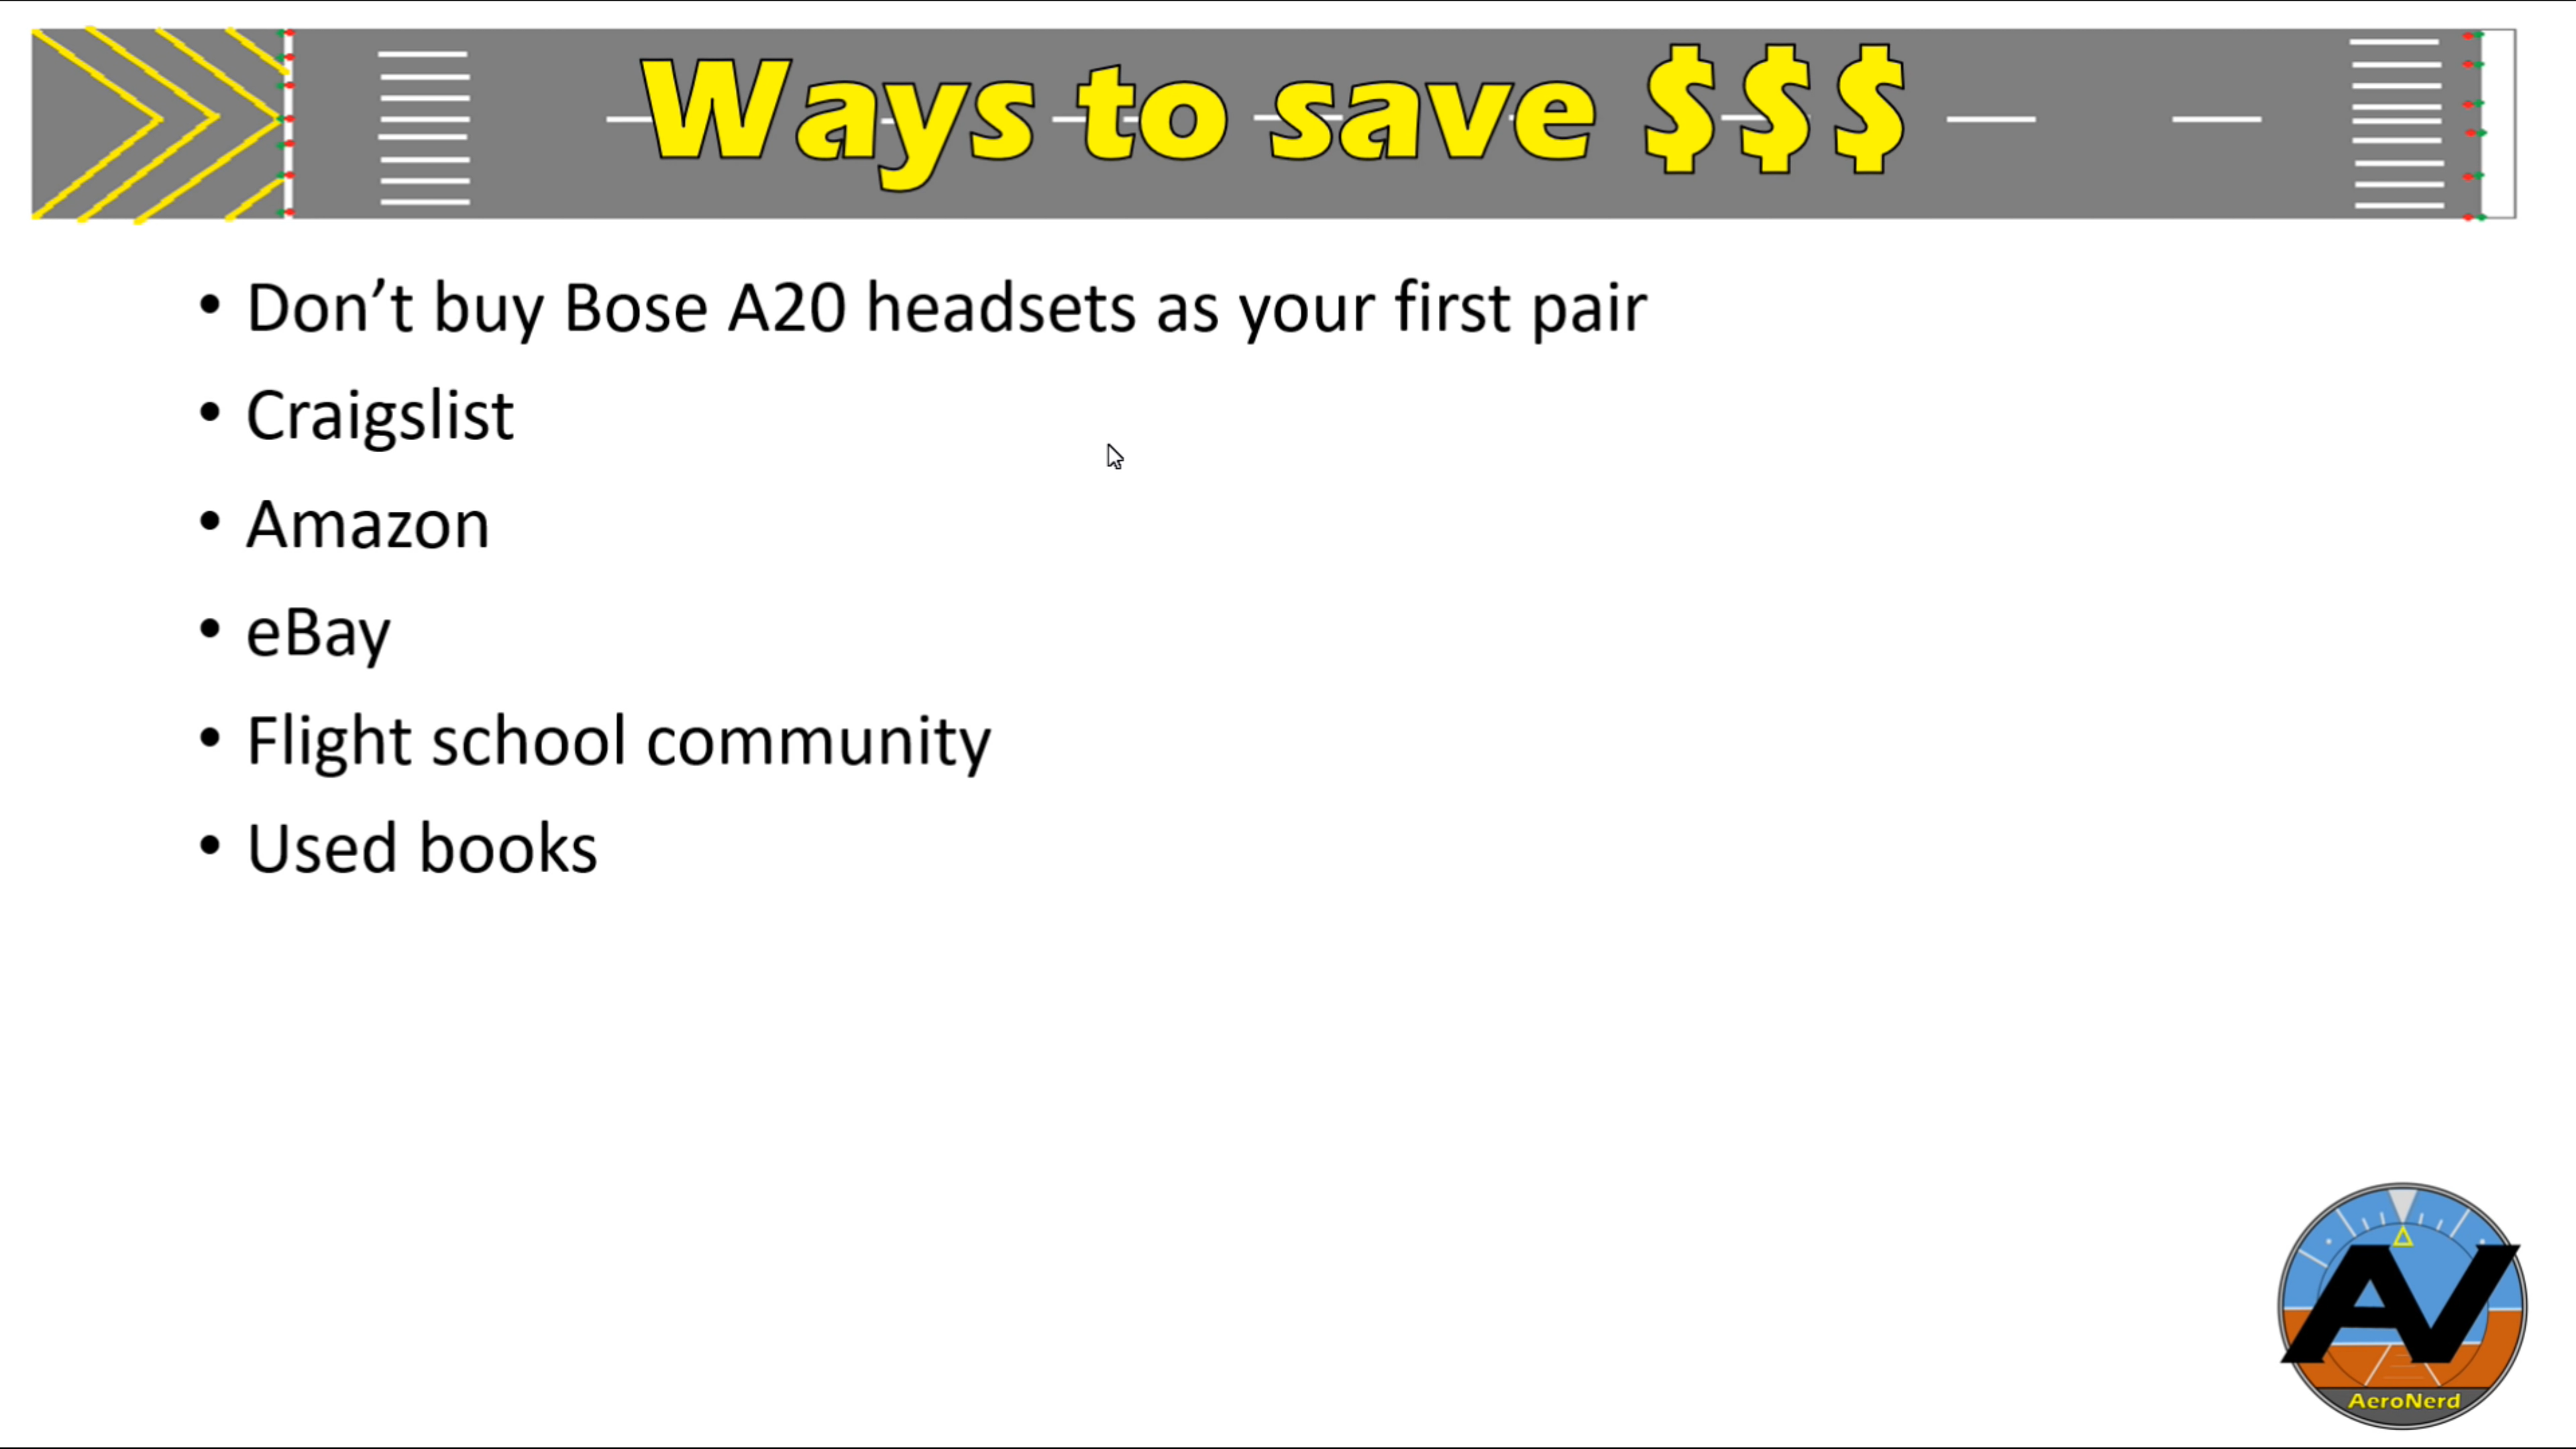 Ways to save $$$
• Don’t buy Bose A20 headsets as your first pair
• Craigslist
• Amazon
• eBay
• Flight school community
• Used books
AV
AeroNerd